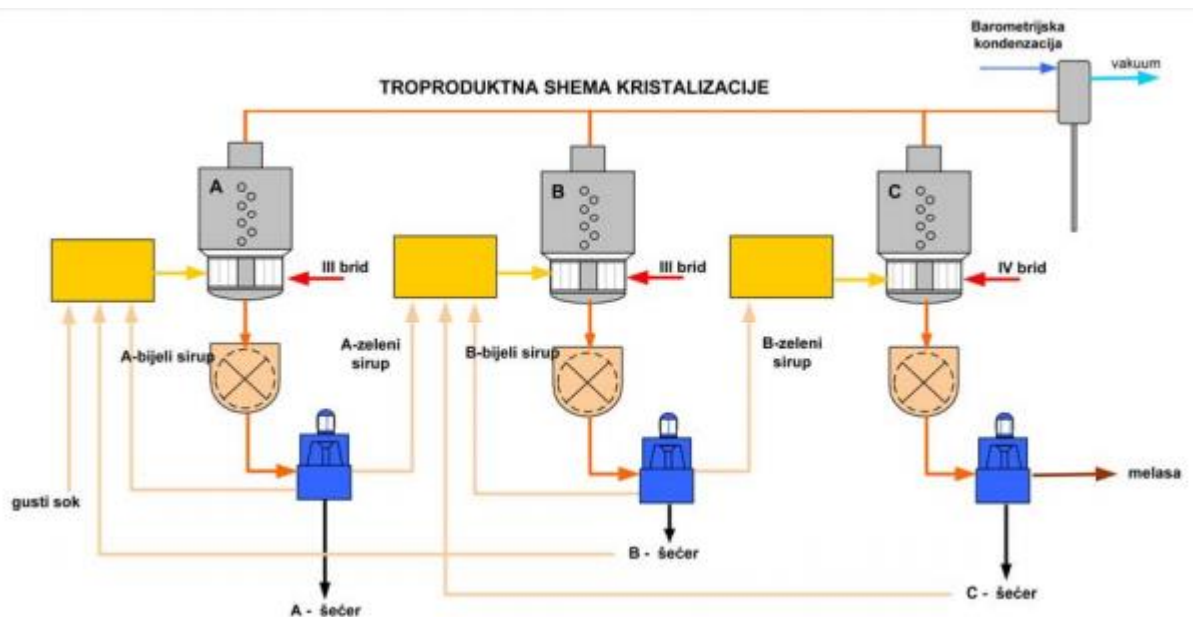 Barometrijska
kondenzacija
vakuum
TROPRODUKTNA SHEMA KRISTALIZACIJE
A
B
C
III brid
III brid
IV brid
A-bijeli sirup
A-zeleni
sirup
B-bijeli sirup
B-zeleni
sirup
gusti sok
melasa
B - šećer
C - šećer
A - šećer